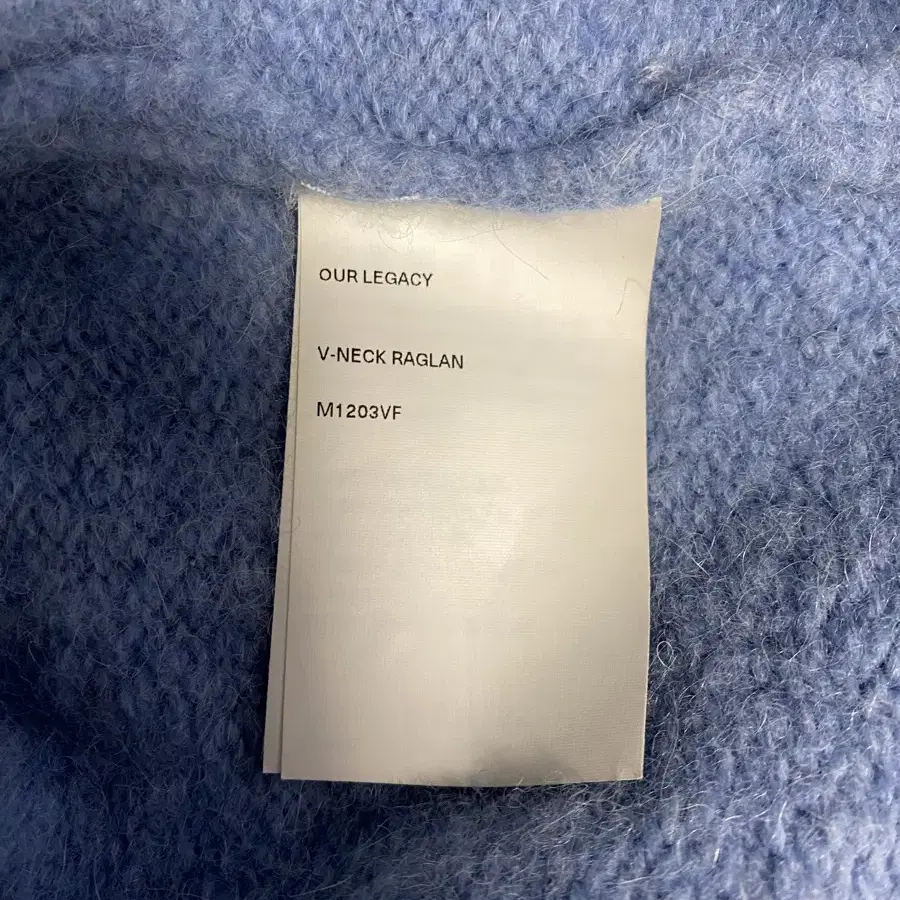 OUR LEGACY
V-NECK RAGLAN
M1203VF